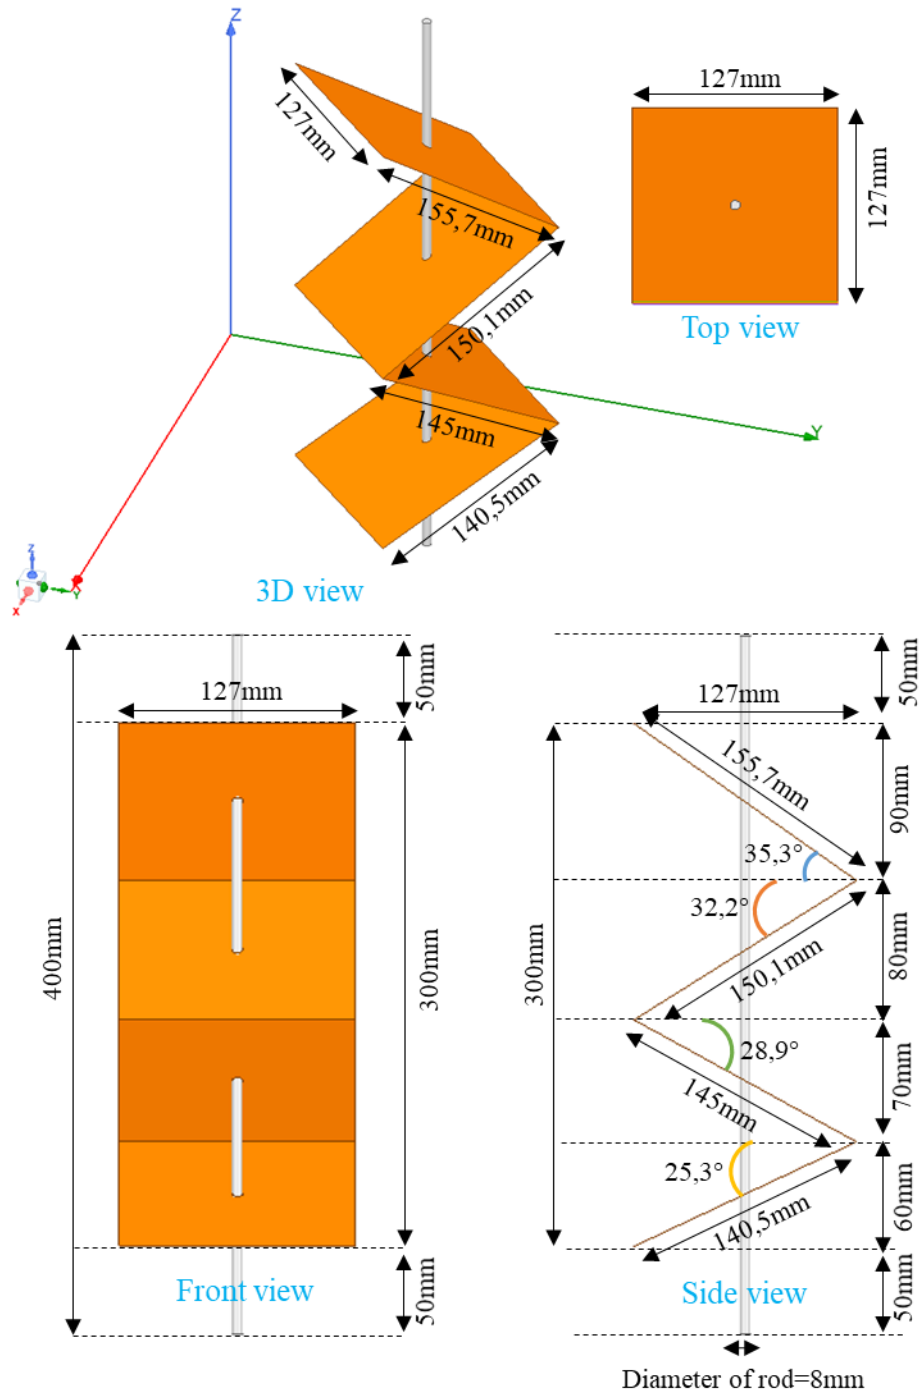 Z
127mm
127mm
155,7mm
127mm
150,1mm
Top view
145mm
Y
140,5mm
Z
Y
X
X
3D view
50mm
127mm
400mm
300mm
50mm
Front view
50mm
127mm
155,7mm
90mm
35,3°
32,2°
300mm
150,1mm
80mm
28,9°
145mm
70mm
25,3°
140,5mm
60mm
Side view
50mm
Diameter of rod=8mm